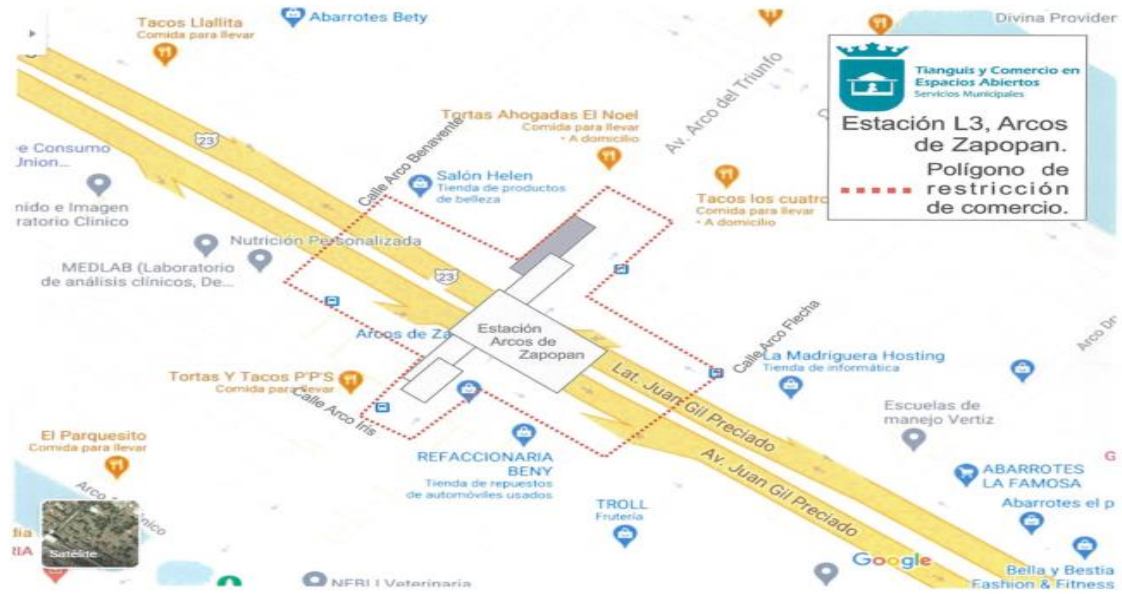 Tacos Llallita
Comida para llevar
Abarrotes Bety
Divina Provider
Tianguis y Comercio en
Espacios Abiertos
Servicios Municipales
Estación L3, Arcos
de Zapopan.
Polígono de
restricción
de comercio.
Av. Arco del Triunfo
Tortas Ahogadas El Noel
Comida para llevar
- A domicilio
23
Calle Arco Benavente
e Consumo
Union...
Salón Helen
Tienda de productos
de belleza
Tacos los cuatro
Comida para llevar
- A domicilio
nido e Imagen
ratorio Clinico
Nutrición Personalizada
MEDLAB (Laboratorio
de análisis clínicos, De...
23
Estación
Arcos de
Zapopan
Arcos de Za
Calle Arco Flecha
La Madriguera Hosting
Tienda de informática
Tortas Y Tacos P'P'S
Comida para llevar
Calle Arco Iris
Lat. Juan Gil Preciado
Av. Juan Gil Preciado
Escuelas de
manejo Vertiz
El Parquesito
Comida para llevar
REFACCIONARIA
BENY
Tienda de repuestos
de automóviles usados
TROLL
Frutería
ABARROTES
LA FAMOSA
Abarrotes el p
Satélite
Google
Bella y Bestia
Fashion & Fitness